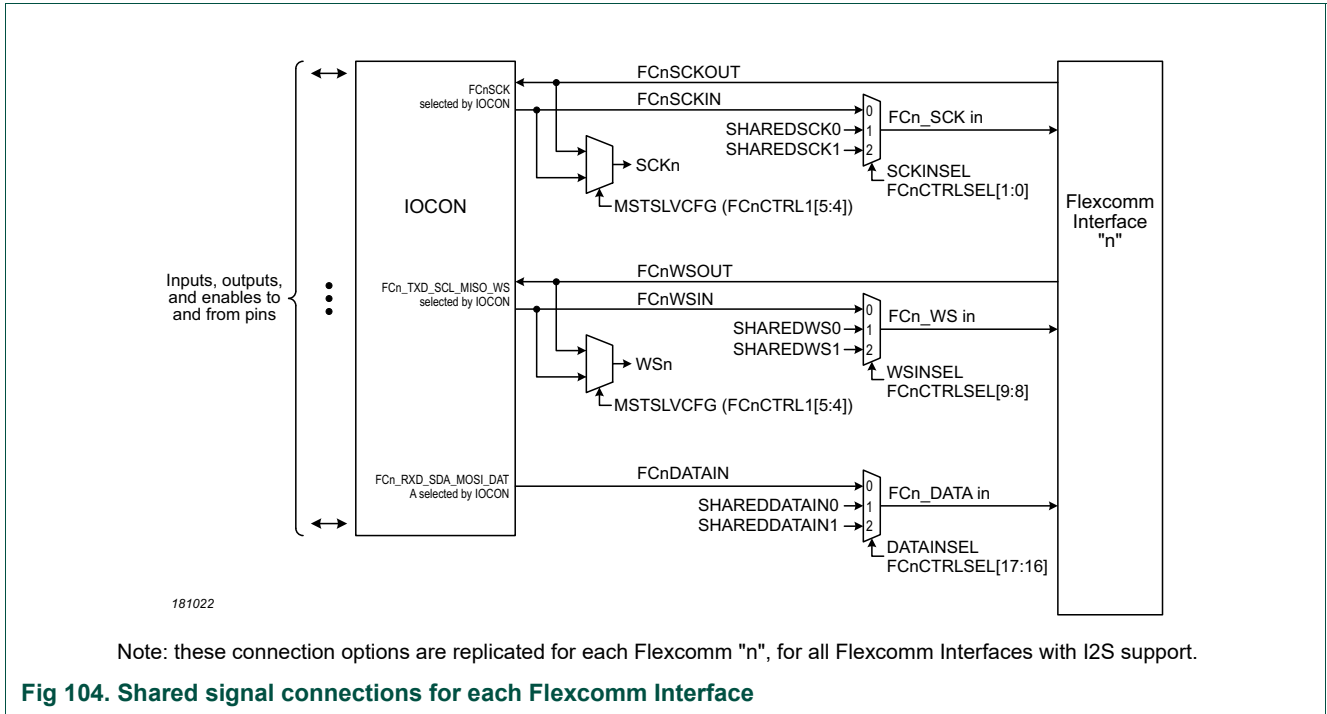 FCnSCKOUT
FCnSCK
selected by IOCON
FCnSCKIN
SHAREDSCK0
SHAREDSCK1
0
1
2
FCn_SCK in
SCKn
SCKINSEL
FCnCTRLSEL[1:0]
MSTSLVCFG (FCnCTRL1[5:4])
IOCON
Flexcomm
Interface
"n"
Inputs, outputs,
and enables to
and from pins
FCnWSOUT
FCn_TXD_SCL_MISO_WS
selected by IOCON
FCnWSIN
SHAREDWS0
SHAREDWS1
0
1
2
FCn_WS in
WSn
WSINSEL
FCnCTRLSEL[9:8]
MSTSLVCFG (FCnCTRL1[5:4])
FCn_RXD_SDA_MOSI_DAT
A selected by IOCON
FCnDATAIN
SHAREDDATAIN0
SHAREDDATAIN1
0
1
2
FCn_DATA in
DATAINSEL
FCnCTRLSEL[17:16]
181022
Note: these connection options are replicated for each Flexcomm "n", for all Flexcomm Interfaces with I2S support.
Fig 104. Shared signal connections for each Flexcomm Interface